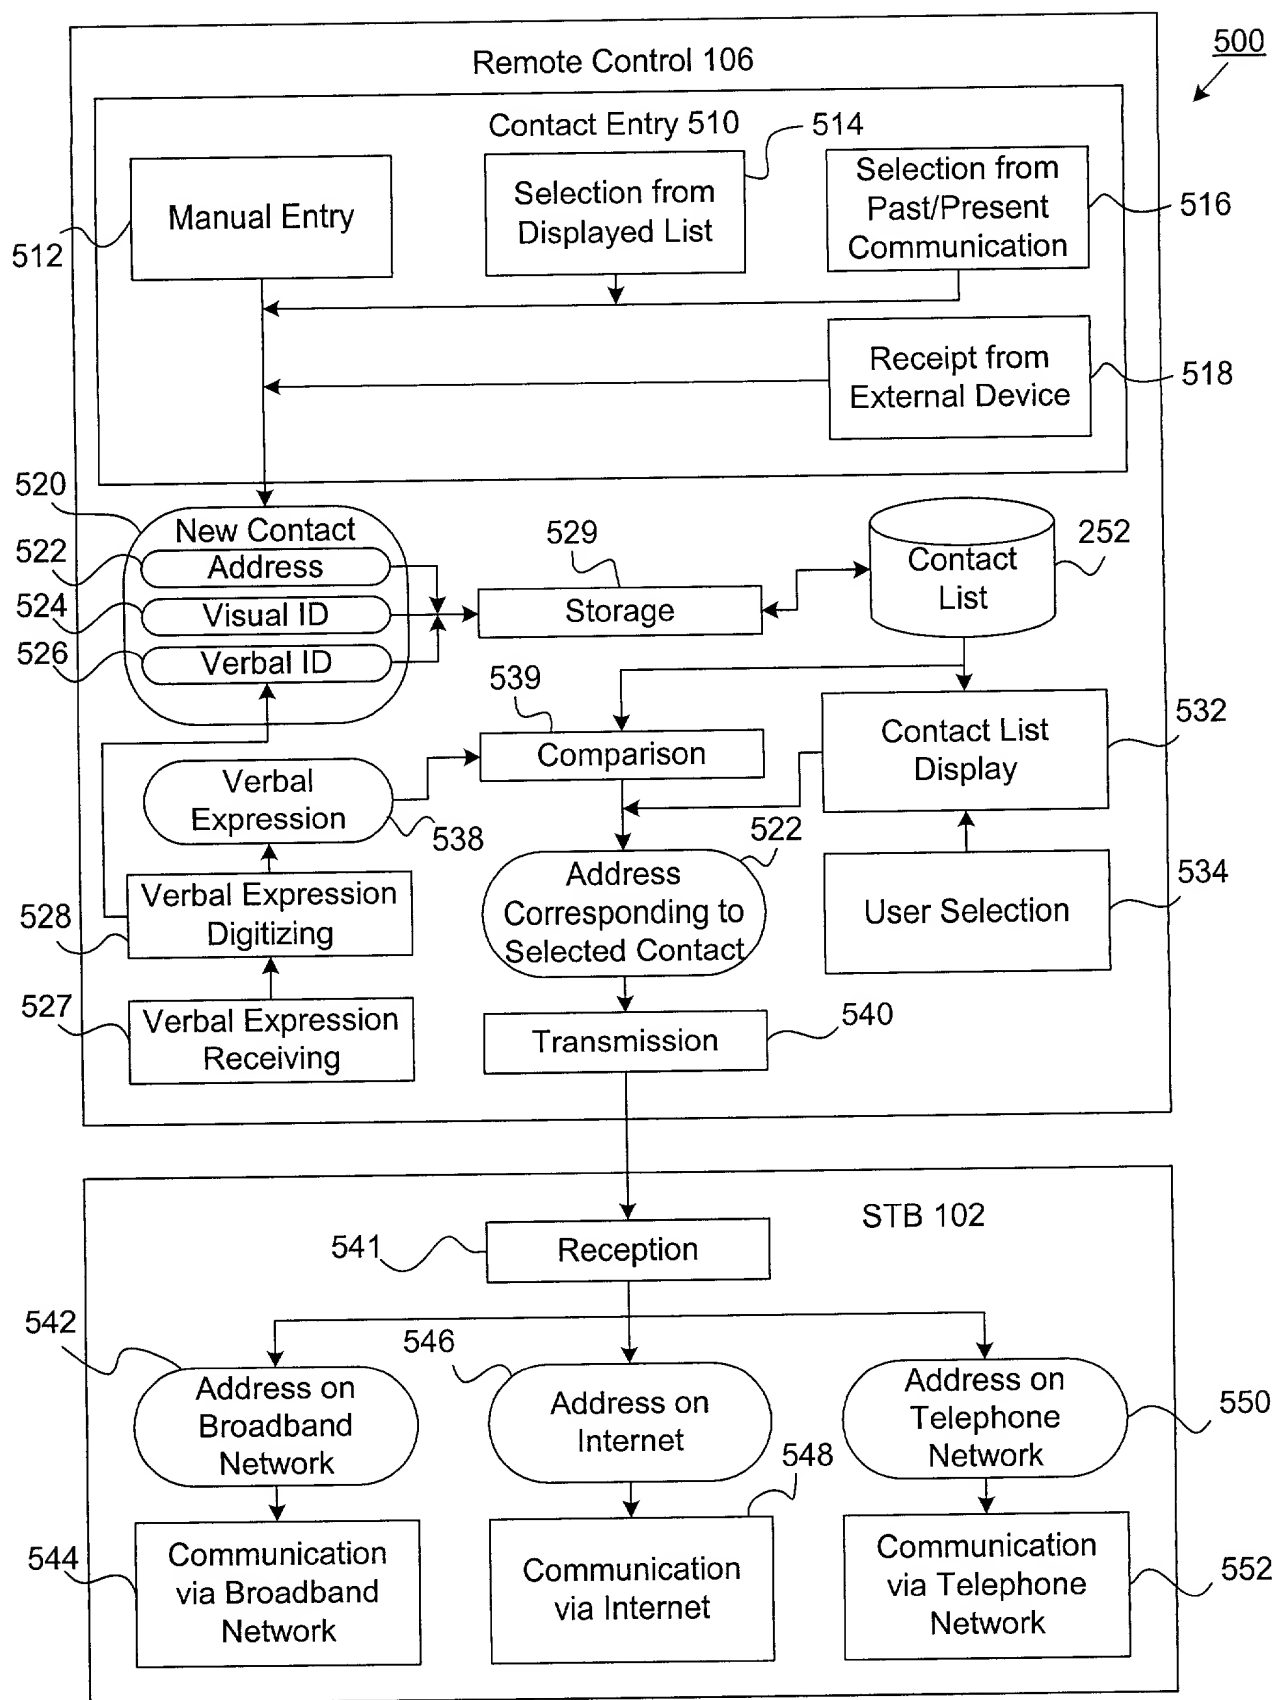 500
Remote Control 106
Contact Entry 510
514
Manual Entry
512
Selection from
Displayed List
Selection from
Past/Present
Communication
516
Receipt from
External Device
518
520
New Contact
522
Address
524
Visual ID
526
Verbal ID
529
Storage
Contact
List
252
539
Comparison
Contact List
Display
532
Verbal
Expression
538
522
Address
Corresponding to
Selected Contact
User Selection
534
Verbal Expression
Digitizing
528
527
Verbal Expression
Receiving
Transmission
540
STB 102
541
Reception
542
Address on
Broadband
Network
546
Address on
Internet
Address on
Telephone
Network
550
548
544
Communication
via Broadband
Network
Communication
via Internet
Communication
via Telephone
Network
552